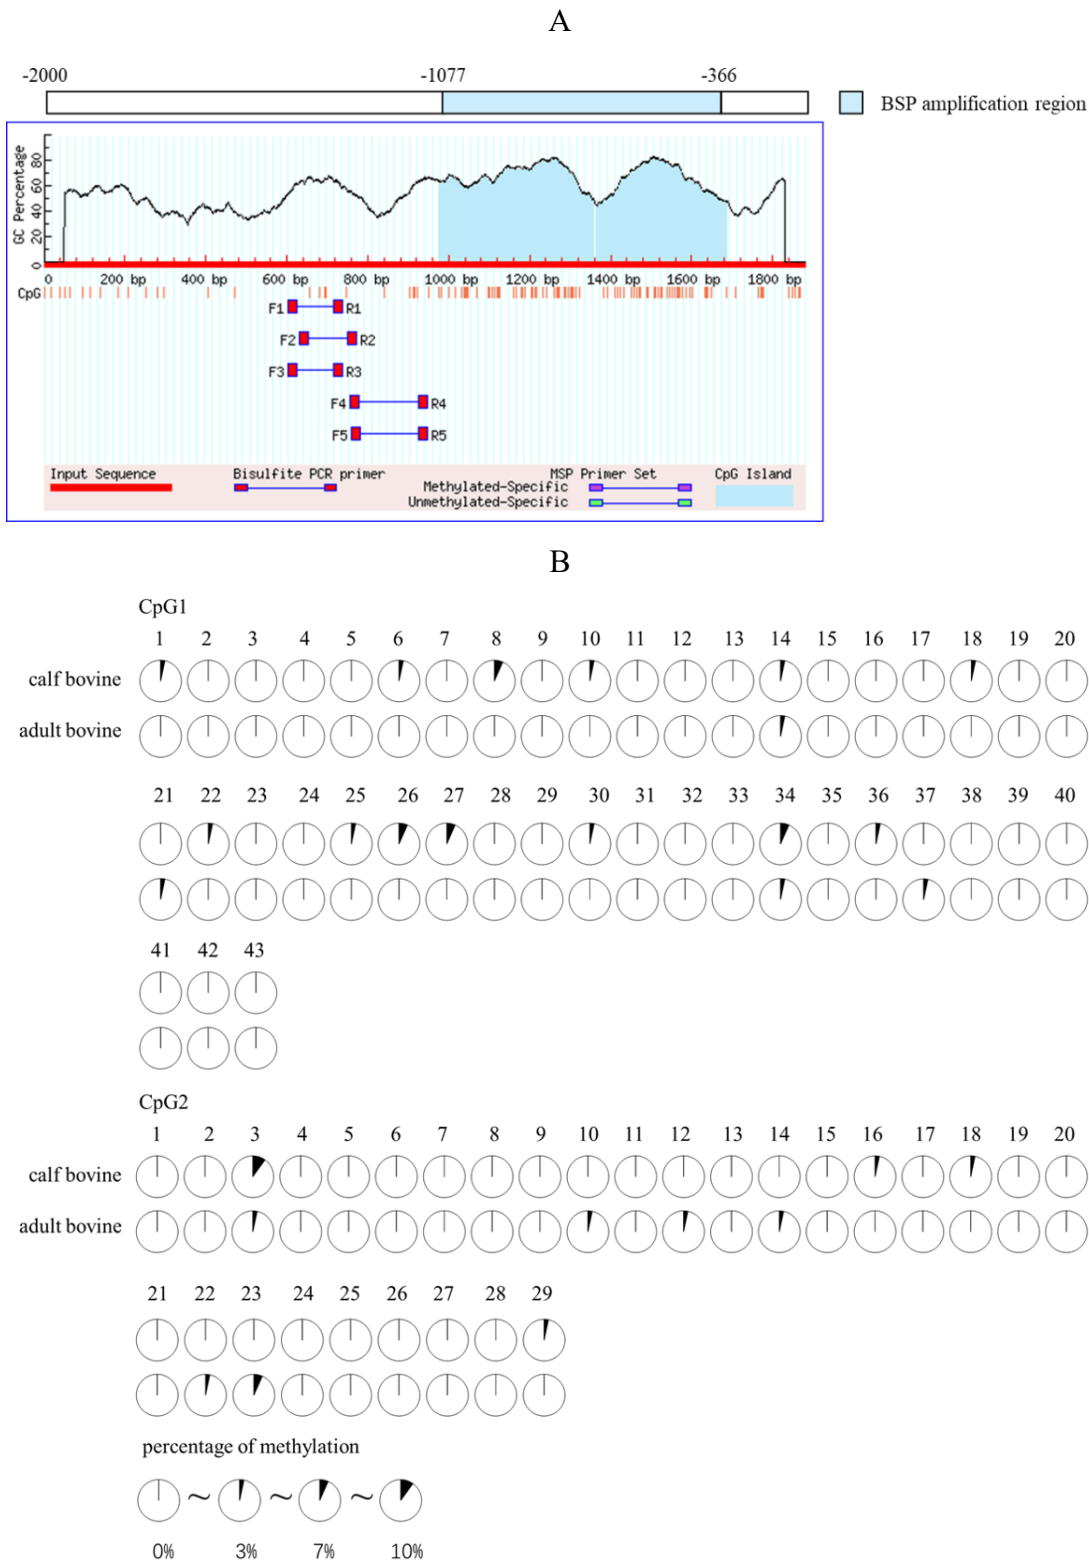 A
-2000 -1077 -366
BSP amplification region
GC Percentage
0 20 40 60 80
0 200 bp 400 bp 600 bp 800 bp 1000 bp 1200 bp 1400 bp 1600 bp 1800 bp
CpG
F1 R1
F2 R2
F3 R3
F4 R4
F5 R5
Input Sequence Bisulfite PCR primer MSP Primer Set CpG Island
Methylated-Specific
Unmethylated-Specific
B
CpG1
1 2 3 4 5 6 7 8 9 10 11 12 13 14 15 16 17 18 19 20
calf bovine
adult bovine
21 22 23 24 25 26 27 28 29 30 31 32 33 34 35 36 37 38 39 40
41 42 43
CpG2
1 2 3 4 5 6 7 8 9 10 11 12 13 14 15 16 17 18 19 20
calf bovine
adult bovine
21 22 23 24 25 26 27 28 29
percentage of methylation
~ ~ ~
0% 3% 7% 10%